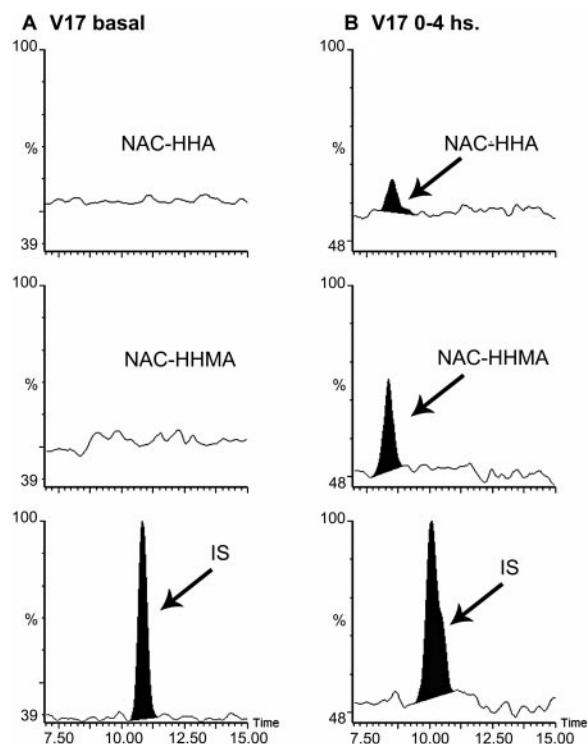 A V17 basal
100
%
39
NAC-HHA
100
%
39
NAC-HHMA
100
%
39
IS
Time
7.50 10.00 12.50 15.00
B V17 0-4 hs.
100
%
48
NAC-HHA
100
%
48
NAC-HHMA
100
%
48
IS
Time
7.50 10.00 12.50 15.00